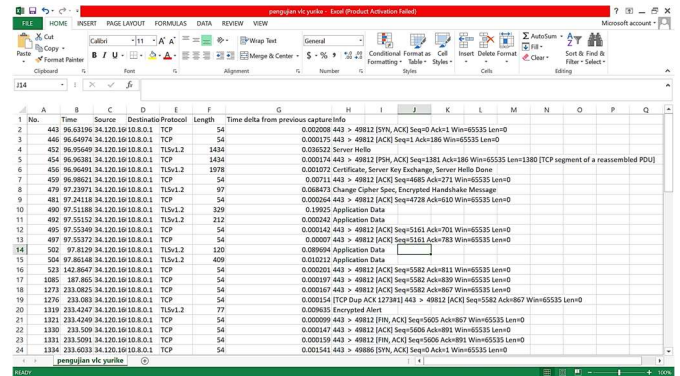 pengujian vlc yurike - Excel (Product Activation Failed)
FILE HOME INSERT PAGE LAYOUT FORMULAS DATA REVIEW VIEW Microsoft account
Paste Cut Copy Format Painter Calibri 11 Wrap Text Merge & Center General Conditional Formatting Format as Table Cell Styles Insert Delete Format AutoSum Fill Clear Sort & Filter Find & Select
Clipboard Font Alignment Number Styles Cells Editing
J14
A B C D E F G H I J K L M N O P Q
1 No. Time Source Destinatio Protocol Length Time delta from previous capture Info
2 443 96.63196 34.120.16 10.8.0.1 TCP 54 0.002008 443 > 49812 [SYN, ACK] Seq=0 Ack=1 Win=65535 Len=0
3 446 96.64974 34.120.16 10.8.0.1 TCP 54 0.000175 443 > 49812 [ACK] Seq=1 Ack=186 Win=65535 Len=0
4 452 96.95649 34.120.16 10.8.0.1 TLSv1.2 1434 0.036522 Server Hello
5 454 96.96381 34.120.16 10.8.0.1 TCP 1434 0.000174 443 > 49812 [PSH, ACK] Seq=1381 Ack=186 Win=65535 Len=1380 [TCP segment of a reassembled PDU]
6 456 96.96491 34.120.16 10.8.0.1 TLSv1.2 1978 0.001072 Certificate, Server Key Exchange, Server Hello Done
7 459 96.98621 34.120.16 10.8.0.1 TCP 54 0.00711 443 > 49812 [ACK] Seq=4685 Ack=271 Win=65535 Len=0
8 479 97.23971 34.120.16 10.8.0.1 TLSv1.2 97 0.068473 Change Cipher Spec, Encrypted Handshake Message
9 481 97.24118 34.120.16 10.8.0.1 TCP 54 0.000264 443 > 49812 [ACK] Seq=4728 Ack=610 Win=65535 Len=0
10 490 97.51188 34.120.16 10.8.0.1 TLSv1.2 329 0.19925 Application Data
11 492 97.55152 34.120.16 10.8.0.1 TLSv1.2 212 0.000242 Application Data
12 495 97.55349 34.120.16 10.8.0.1 TCP 54 0.000142 443 > 49812 [ACK] Seq=5161 Ack=701 Win=65535 Len=0
13 497 97.55372 34.120.16 10.8.0.1 TCP 54 0.00007 443 > 49812 [ACK] Seq=5161 Ack=783 Win=65535 Len=0
14 502 97.8129 34.120.16 10.8.0.1 TLSv1.2 120 0.089694 Application Data
15 504 97.86148 34.120.16 10.8.0.1 TLSv1.2 409 0.010212 Application Data
16 523 142.8647 34.120.16 10.8.0.1 TCP 54 0.000201 443 > 49812 [ACK] Seq=5582 Ack=811 Win=65535 Len=0
17 1085 187.865 34.120.16 10.8.0.1 TCP 54 0.000197 443 > 49812 [ACK] Seq=5582 Ack=839 Win=65535 Len=0
18 1273 233.0825 34.120.16 10.8.0.1 TCP 54 0.000167 443 > 49812 [ACK] Seq=5582 Ack=867 Win=65535 Len=0
19 1276 233.083 34.120.16 10.8.0.1 TCP 54 0.000154 [TCP Dup ACK 1273#1] 443 > 49812 [ACK] Seq=5582 Ack=867 Win=65535 Len=0
20 1319 233.4247 34.120.16 10.8.0.1 TLSv1.2 77 0.009635 Encrypted Alert
21 1321 233.4249 34.120.16 10.8.0.1 TCP 54 0.000099 443 > 49812 [FIN, ACK] Seq=5605 Ack=867 Win=65535 Len=0
22 1330 233.509 34.120.16 10.8.0.1 TCP 54 0.000147 443 > 49812 [ACK] Seq=5606 Ack=891 Win=65535 Len=0
23 1331 233.5091 34.120.16 10.8.0.1 TCP 54 0.000159 443 > 49812 [FIN, ACK] Seq=5606 Ack=891 Win=65535 Len=0
24 1334 233.6033 34.120.16 10.8.0.1 TCP 54 0.001541 443 > 49886 [SYN, ACK] Seq=0 Ack=1 Win=65535 Len=0
pengujian vlc yurike
READY 100%